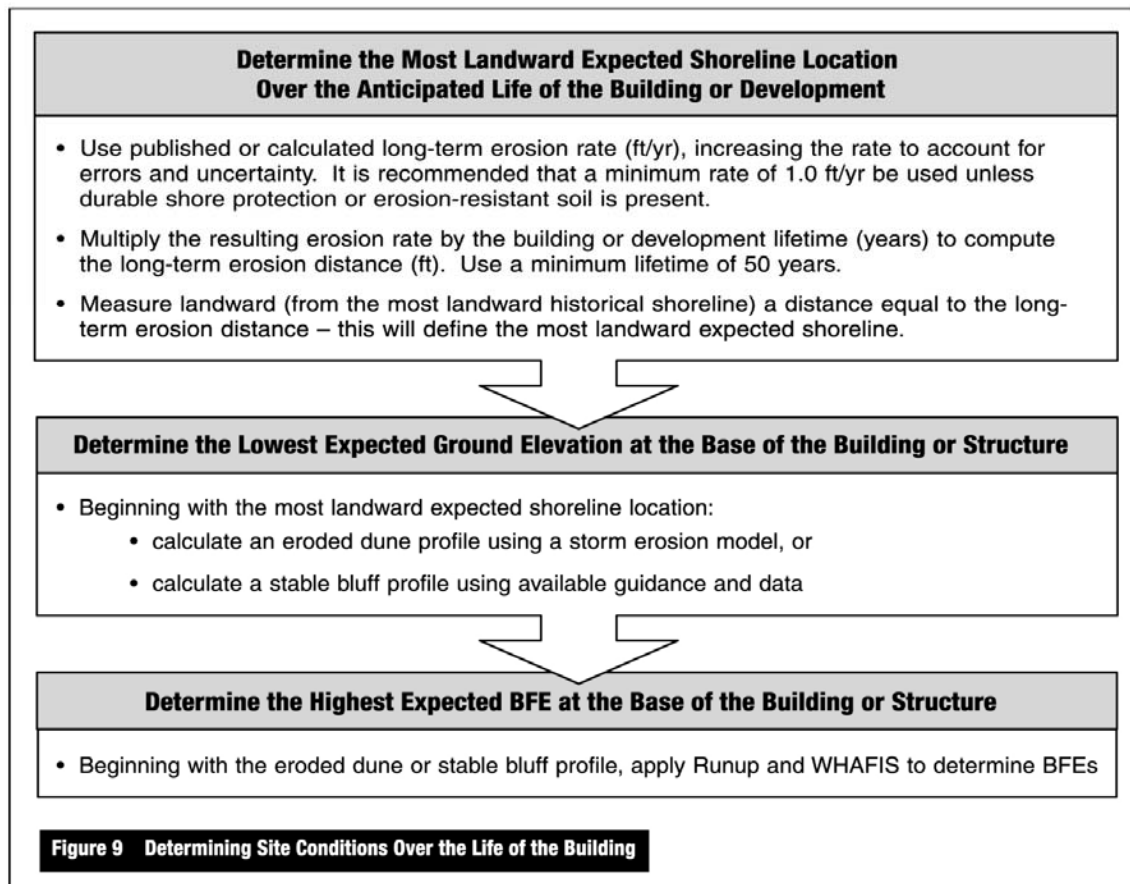 Determine the Most Landward Expected Shoreline Location
Over the Anticipated Life of the Building or Development
• Use published or calculated long-term erosion rate (ft/yr), increasing the rate to account for
errors and uncertainty.  It is recommended that a minimum rate of 1.0 ft/yr be used unless
durable shore protection or erosion-resistant soil is present.
• Multiply the resulting erosion rate by the building or development lifetime (years) to compute
the long-term erosion distance (ft).  Use a minimum lifetime of 50 years.
• Measure landward (from the most landward historical shoreline) a distance equal to the long-
term erosion distance – this will define the most landward expected shoreline.
Determine the Lowest Expected Ground Elevation at the Base of the Building or Structure
• Beginning with the most landward expected shoreline location:
• calculate an eroded dune profile using a storm erosion model, or
• calculate a stable bluff profile using available guidance and data
Determine the Highest Expected BFE at the Base of the Building or Structure
• Beginning with the eroded dune or stable bluff profile, apply Runup and WHAFIS to determine BFEs
Figure 9   Determining Site Conditions Over the Life of the Building